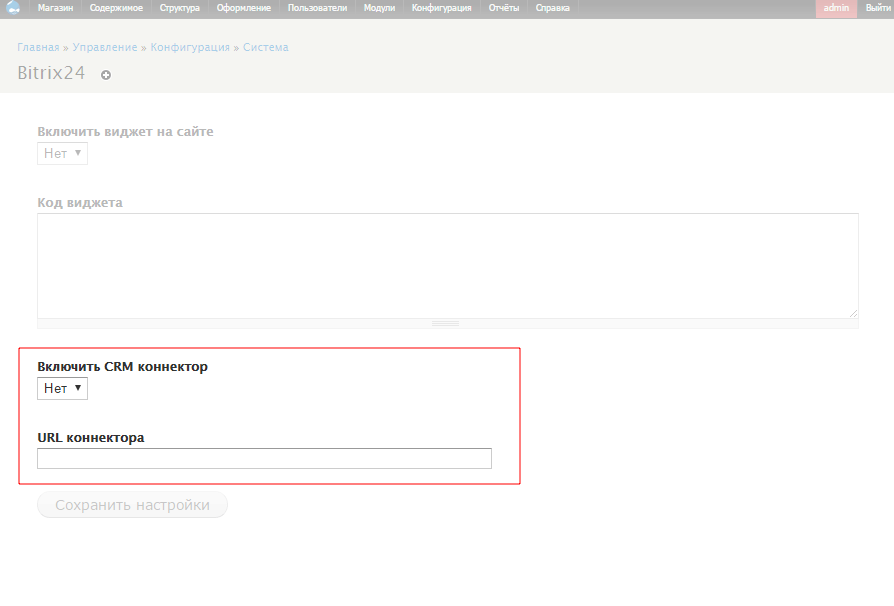 Магазин Содержимое Структура Оформление Пользователи Модули Конфигурация Отчёты Справка admin Выйти
Главная » Управление » Конфигурация » Система
Bitrix24
Включить виджет на сайте
Нет
Код виджета
Включить CRM коннектор
Нет
URL коннектора
Сохранить настройки